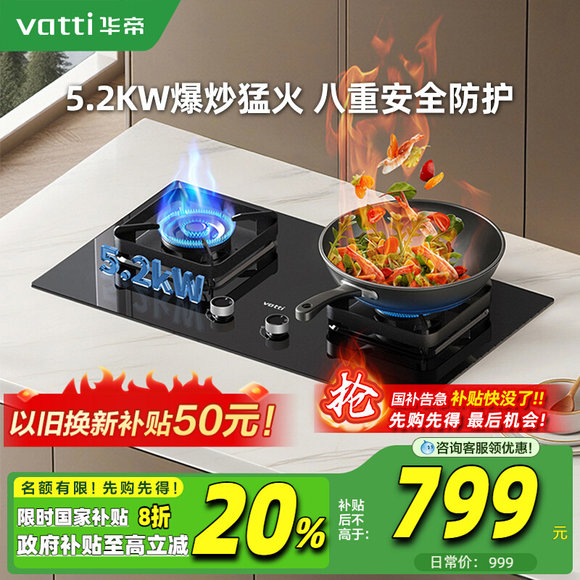 vatti 华帝
5.2KW爆炒猛火 八重安全防护
5.2kW
vatti
以旧换新补贴50元！
抢
国补告急 补贴快没了!!
先购先得 最后机会！
名额有限！先购先得！
限时国家补贴 8折
政府补贴至高立减
20%
咨询客服领优惠！
补贴
后不
高于：
799元
日常价：999